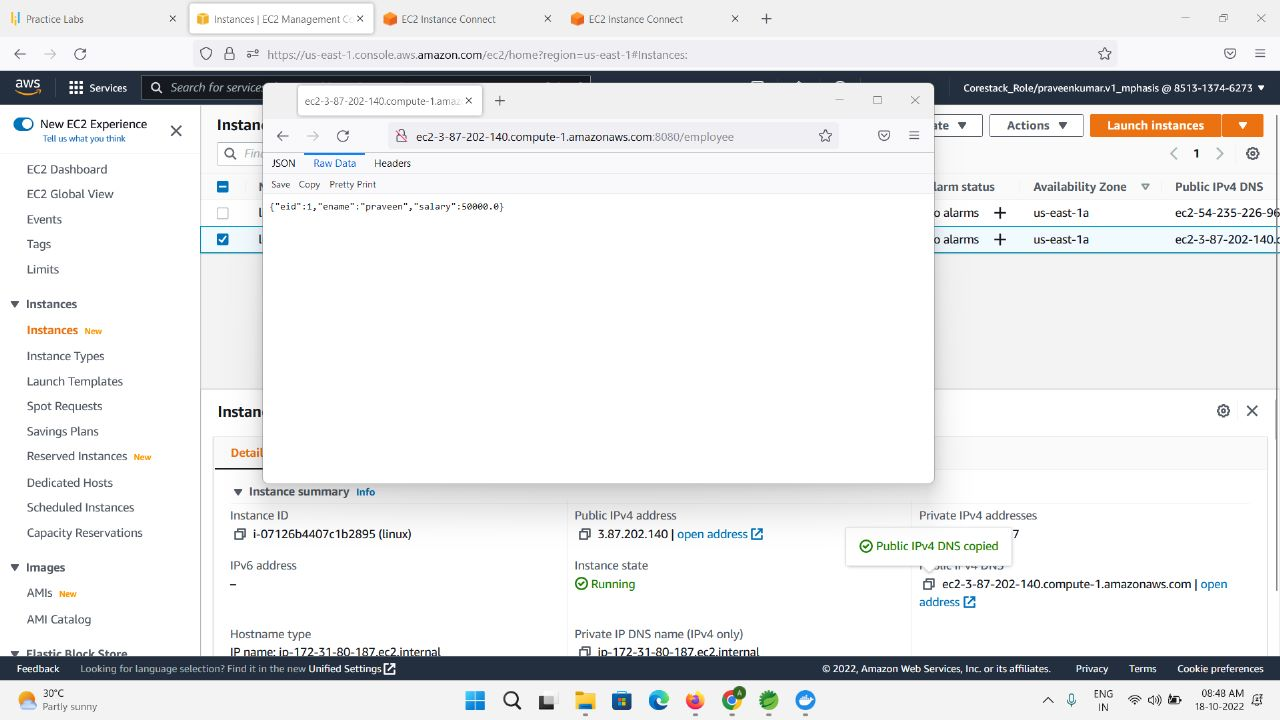 Practice Labs
Instances | EC2 Management Co
EC2 Instance Connect
EC2 Instance Connect
https://us-east-1.console.aws.amazon.com/ec2/home?region=us-east-1#Instances:
aws
Services
Search for services
Corestack_Role/praveenkumar.v1_mphasis @ 8513-1374-6273
New EC2 Experience
Tell us what you think
EC2 Dashboard
EC2 Global View
Events
Tags
Limits
Instances
Instances New
Instance Types
Launch Templates
Spot Requests
Savings Plans
Reserved Instances New
Dedicated Hosts
Scheduled Instances
Capacity Reservations
Images
AMIs New
AMI Catalog
Elastic Block Store
Actions
Launch instances
1
Availability Zone
Public IPv4 DNS
us-east-1a
ec2-54-235-226-96
us-east-1a
ec2-3-87-202-140.
ec2-3-87-202-140.compute-1.amaz
ec2-3-87-202-140.compute-1.amazonaws.com:8080/employee
JSON
Raw Data
Headers
Save
Copy
Pretty Print
{"eid":1,"ename":"praveen","salary":50000.0}
Instance summary Info
Instance ID
i-07126b4407c1b2895 (linux)
Public IPv4 address
3.87.202.140 | open address
Private IPv4 addresses
7
Public IPv4 DNS copied
IPv6 address
–
Instance state
Running
Public IPv4 DNS
ec2-3-87-202-140.compute-1.amazonaws.com | open
address
Hostname type
IP name: ip-172-31-80-187.ec2.internal
Private IP DNS name (IPv4 only)
ip-172-31-80-187.ec2.internal
Feedback
Looking for language selection? Find it in the new Unified Settings
© 2022, Amazon Web Services, Inc. or its affiliates.
Privacy
Terms
Cookie preferences
30°C
Partly sunny
ENG
IN
08:48 AM
18-10-2022